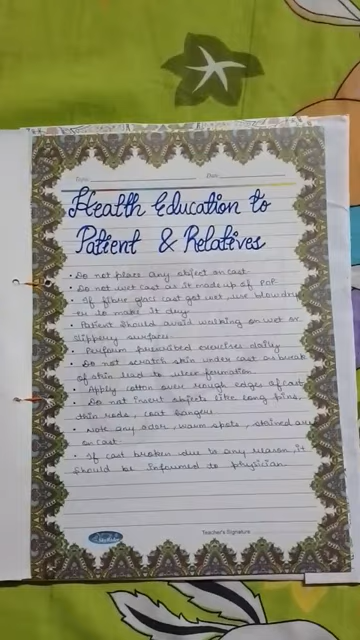 Date
Health Education to
Patient & Relatives
• Do not place any object on cast
• Do not wet cast as it made up of POP
• If fibre glass cast got wet, use blow dry
er to make it dry
• Patient should avoid walking on wet or
slippery surface
• Perform prescribed exercises daily
• Do not scratch skin under cast as break
of skin lead to ulcer formation
• Apply cotton over rough edges of cast
• Do not insert objects like long pins,
thin rods, coat hangers
• Note any odor, warm spots, stained area
on cast
• If cast broken due to any reason, it
should be informed to physician
Teacher's Signature